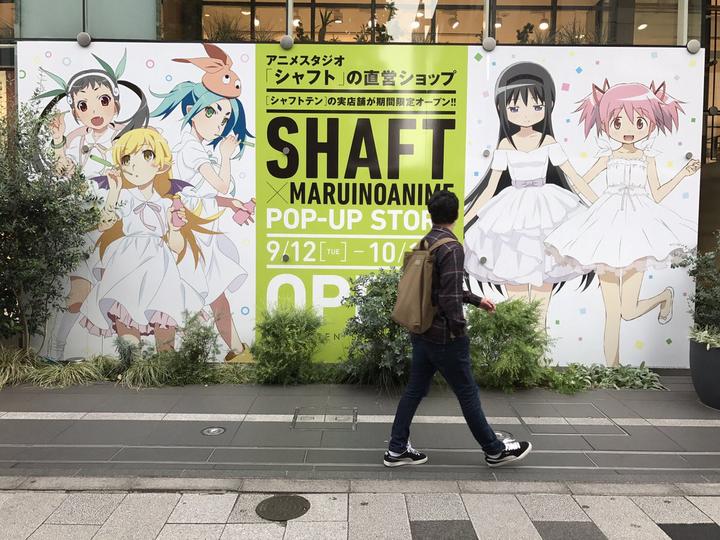 アニメスタジオ
「シャフト」の直営ショップ
[シャフトテン]の実店舗が期間限定オープン!!
SHAFT
×MARUINOANIME
POP-UP STOR
9/12[TUE]-10/
OP